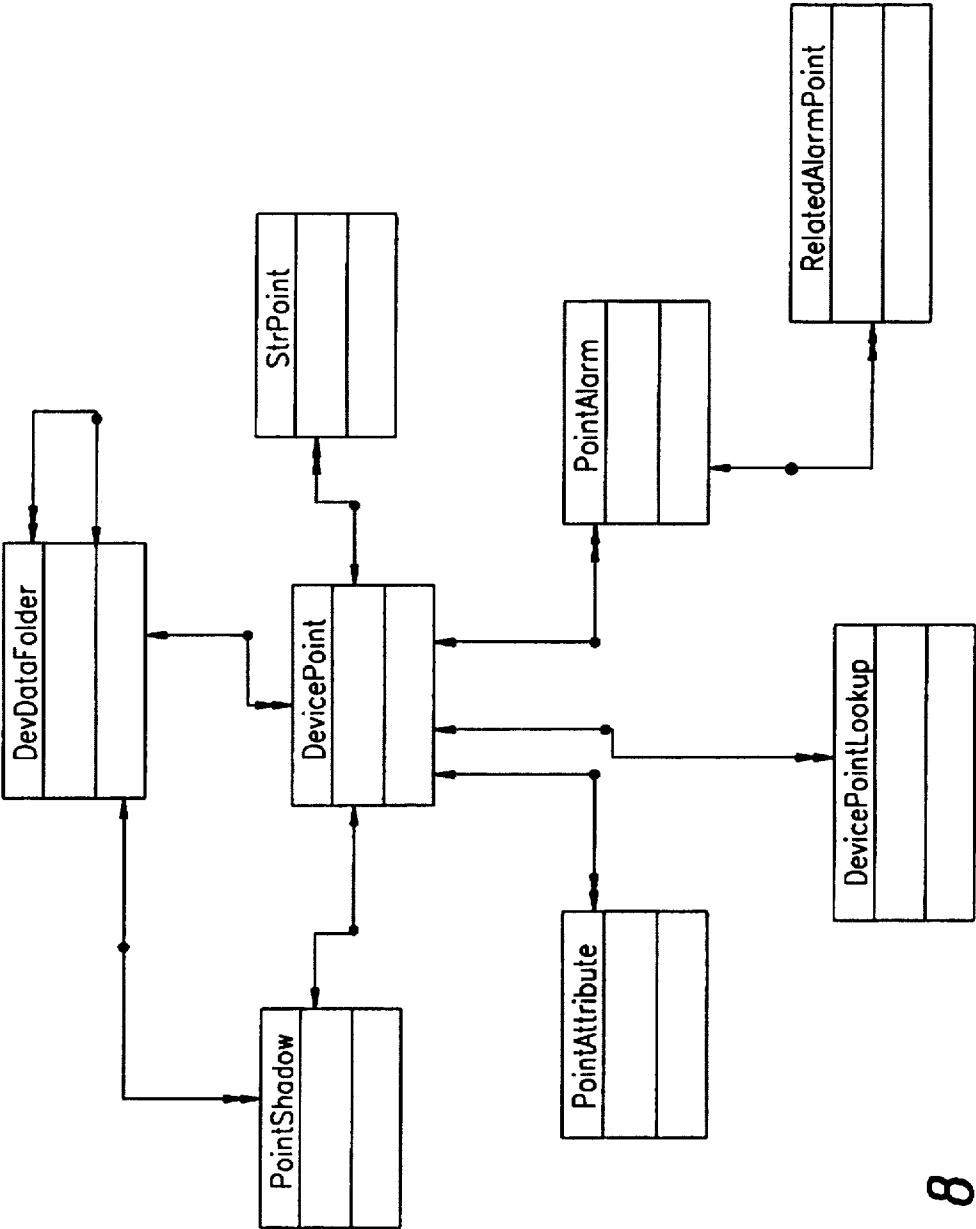 DevDataFolder
StrPoint
DevicePoint
PointShadow
PointAlarm
PointAttribute
RelatedAlarmPoint
DevicePointLookup
8